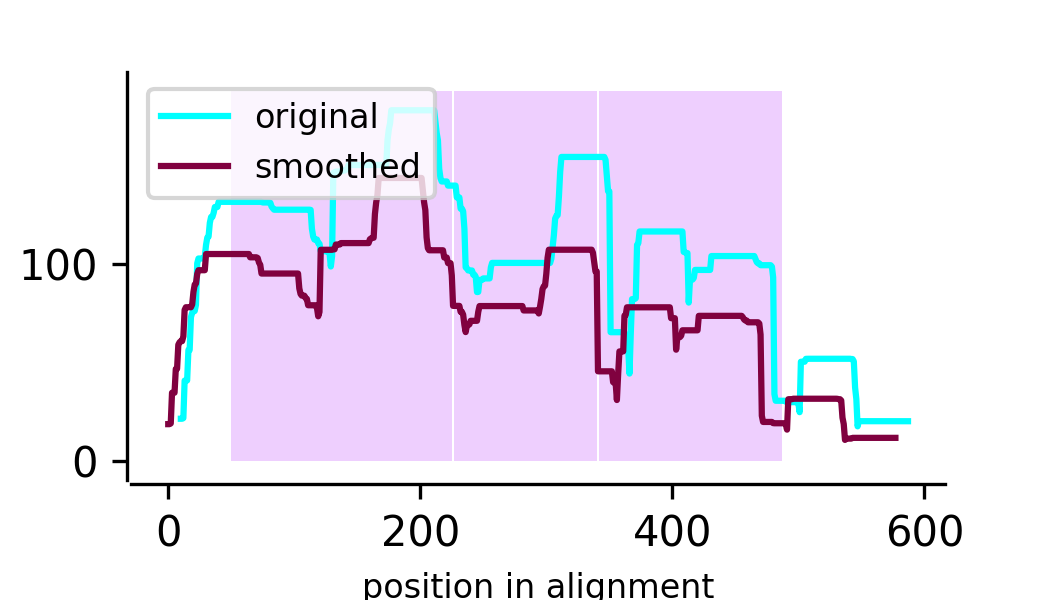 original
smoothed
100
0
0 200 400 600
position in alignment